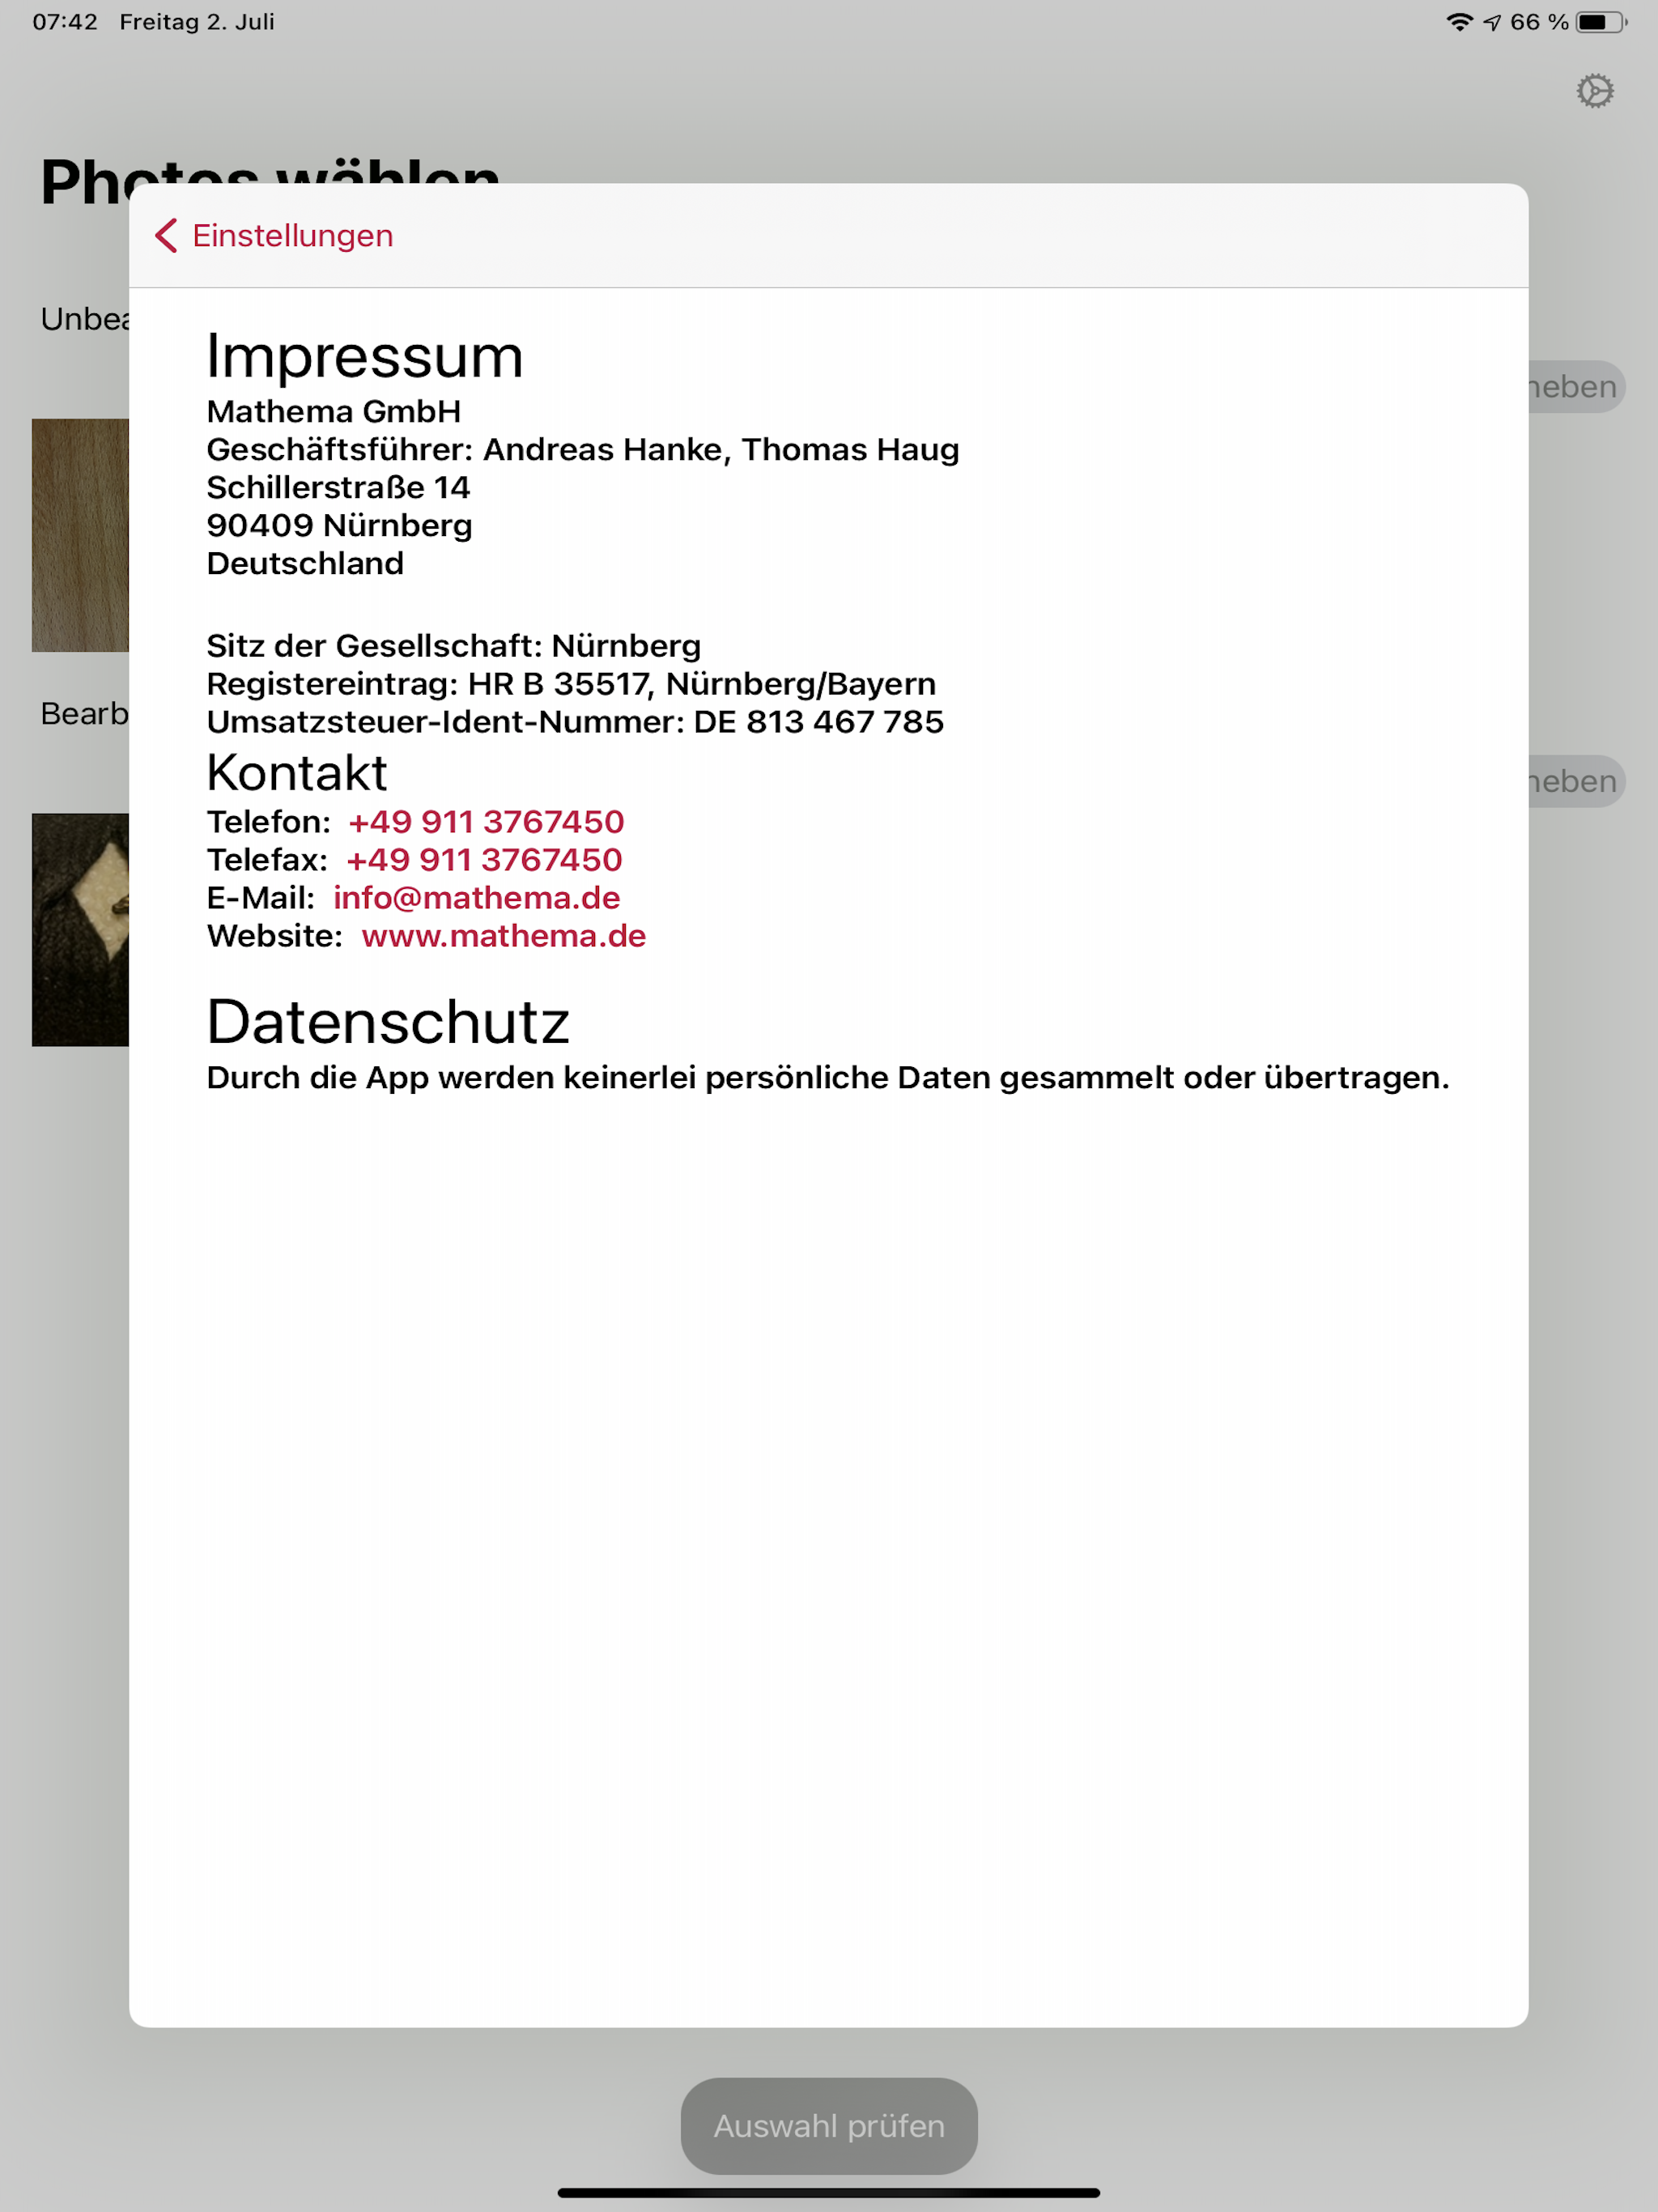 07:42 Freitag 2. Juli
66 %
Photos wählen
Einstellungen
Unbea
heben
Impressum
Mathema GmbH
Geschäftsführer: Andreas Hanke, Thomas Haug
Schillerstraße 14
90409 Nürnberg
Deutschland
Sitz der Gesellschaft: Nürnberg
Registereintrag: HR B 35517, Nürnberg/Bayern
Umsatzsteuer-Ident-Nummer: DE 813 467 785
Bearb
heben
Kontakt
Telefon: +49 911 3767450
Telefax: +49 911 3767450
E-Mail: info@mathema.de
Website: www.mathema.de
Datenschutz
Durch die App werden keinerlei persönliche Daten gesammelt oder übertragen.
Auswahl prüfen